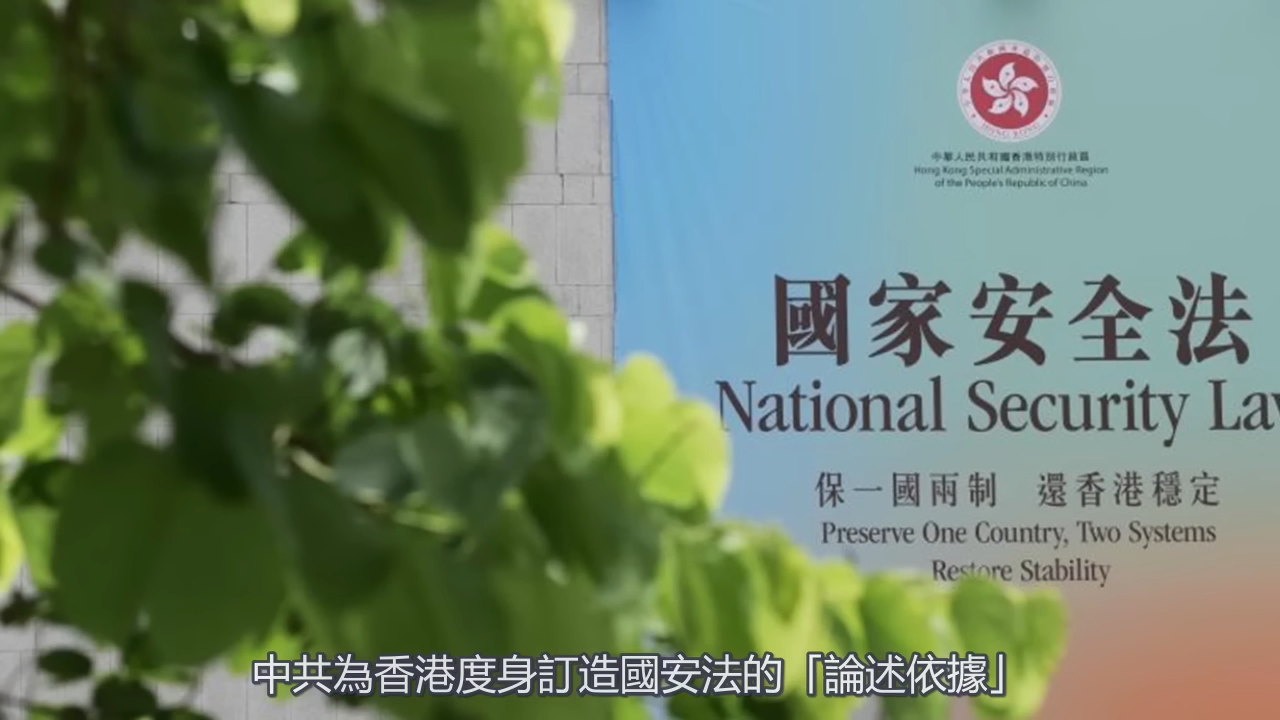 HONG KONG
中華人民共和國香港特別行政區
Hong Kong Special Administrative Region
of the People's Republic of China
國家安全法
National Security Law
保一國兩制 還香港穩定
Preserve One Country, Two Systems
Restore Stability
中共為香港度身訂造國安法的「論述依據」